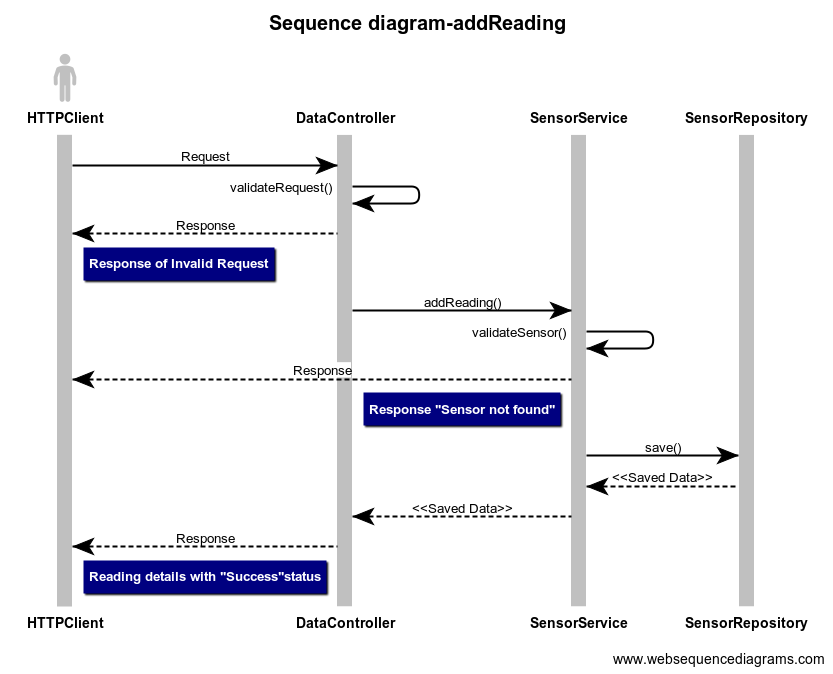 Sequence diagram-addReading
HTTPClient
DataController
SensorService
SensorRepository
Request
validateRequest()
Response
Response of Invalid Request
addReading()
validateSensor()
Response
Response "Sensor not found"
save()
<<Saved Data>>
<<Saved Data>>
Response
Reading details with "Success"status
HTTPClient
DataController
SensorService
SensorRepository
www.websequencediagrams.com